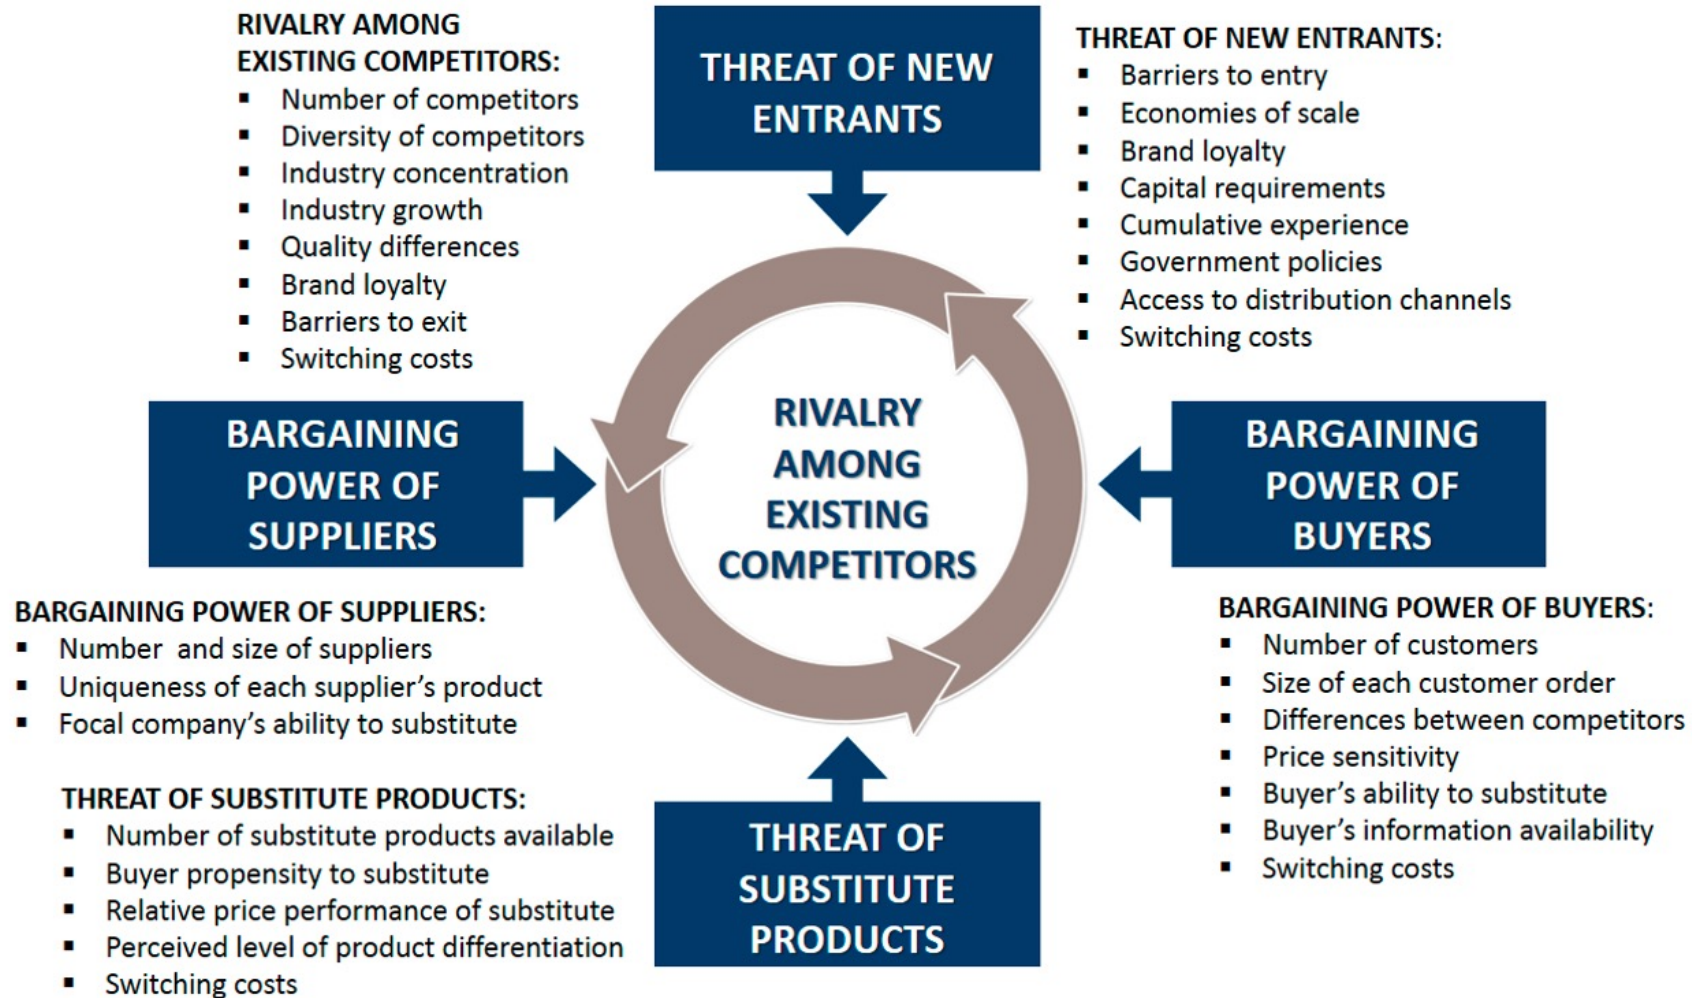 RIVALRY AMONG
EXISTING COMPETITORS:
▪ Number of competitors
▪ Diversity of competitors
▪ Industry concentration
▪ Industry growth
▪ Quality differences
▪ Brand loyalty
▪ Barriers to exit
▪ Switching costs
THREAT OF NEW
ENTRANTS
THREAT OF NEW ENTRANTS:
▪ Barriers to entry
▪ Economies of scale
▪ Brand loyalty
▪ Capital requirements
▪ Cumulative experience
▪ Government policies
▪ Access to distribution channels
▪ Switching costs
BARGAINING
POWER OF
SUPPLIERS
RIVALRY
AMONG
EXISTING
COMPETITORS
BARGAINING
POWER OF
BUYERS
BARGAINING POWER OF SUPPLIERS:
▪ Number  and size of suppliers
▪ Uniqueness of each supplier’s product
▪ Focal company’s ability to substitute
BARGAINING POWER OF BUYERS:
▪ Number of customers
▪ Size of each customer order
▪ Differences between competitors
▪ Price sensitivity
▪ Buyer’s ability to substitute
▪ Buyer’s information availability
▪ Switching costs
THREAT OF SUBSTITUTE PRODUCTS:
▪ Number of substitute products available
▪ Buyer propensity to substitute
▪ Relative price performance of substitute
▪ Perceived level of product differentiation
▪ Switching costs
THREAT OF
SUBSTITUTE
PRODUCTS